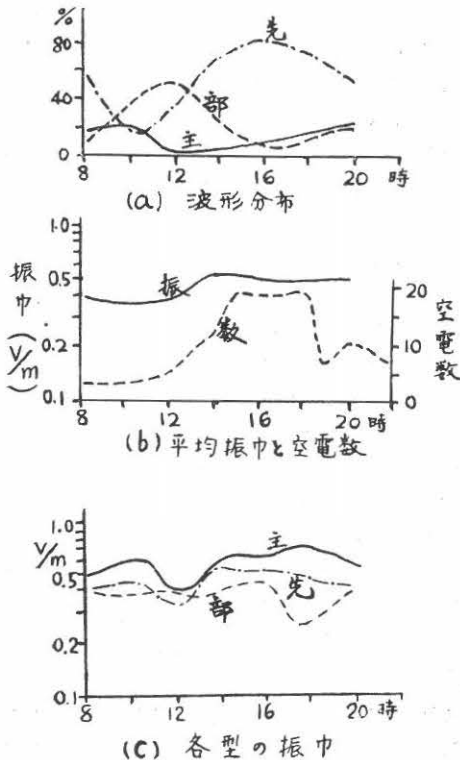 %
80
40
0
先
部
主
8 12 16 20 時
(a) 波形分布
振巾 (V/m)
1.0
0.5
0.2
0.1
振
数
20
10
0
空電数
8 12 16 20 時
(b) 平均振巾と空電数
V/m
1.0
0.5
0.2
0.1
主
先
部
8 12 16 20 時
(C) 各型の振巾